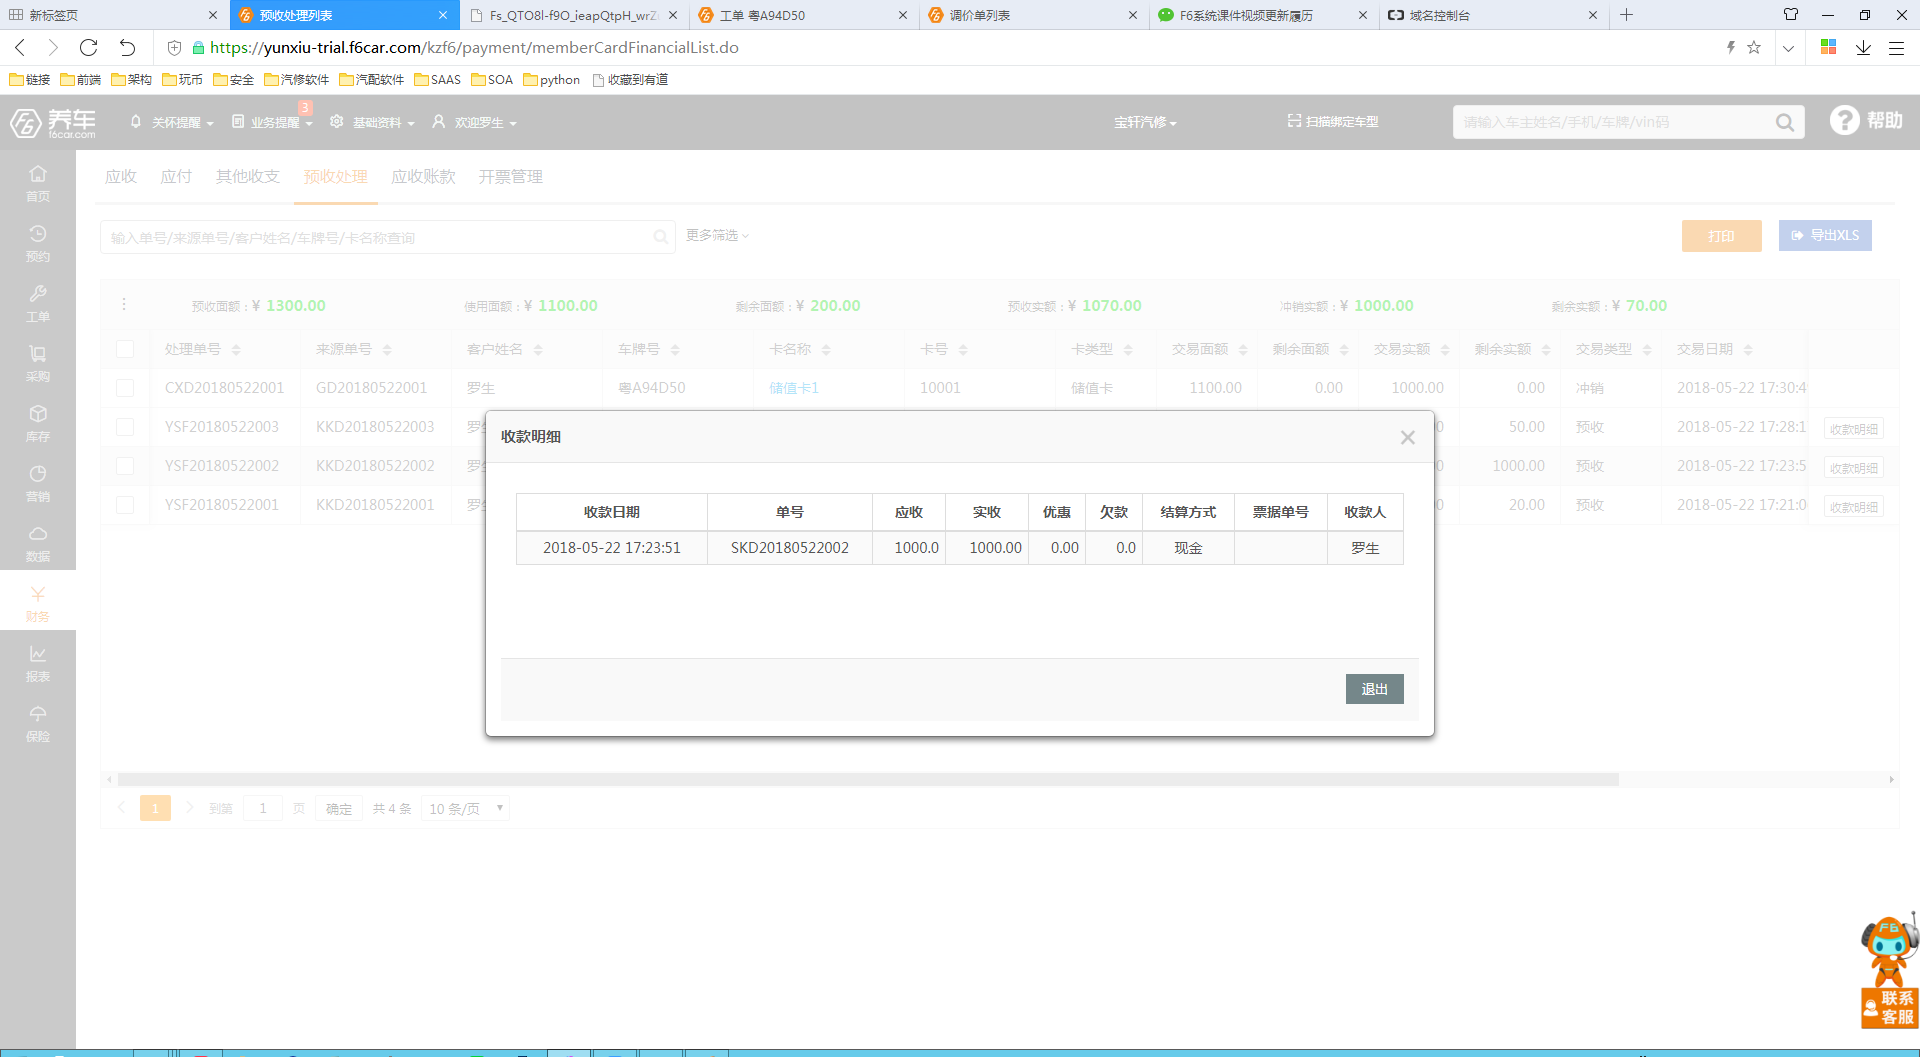 新标签页
预收处理列表
Fs_QTO8l-f9O_ieapQtpH_wrZ
工单 粤A94D50
调价单列表
F6系统课件视频更新履历
域名控制台
https://yunxiu-trial.f6car.com/kzf6/payment/memberCardFinancialList.do
链接 前端 架构 玩币 安全 汽修软件 汽配软件 SAAS SOA python 收藏到有道
养车
f6car.com
关怀提醒
业务提醒
3
基础资料
欢迎罗生
宝轩汽修
扫描绑定车型
请输入车主姓名/手机/车牌/vin码
帮助
首页
预约
工单
采购
库存
营销
数据
财务
报表
保险
应收 应付 其他收支 预收处理 应收账款 开票管理
输入单号/来源单号/客户姓名/车牌号/卡名称查询
更多筛选
打印
导出XLS
预收面额：¥ 1300.00 使用面额：¥ 1100.00 剩余面额：¥ 200.00 预收实额：¥ 1070.00 冲销实额：¥ 1000.00 剩余实额：¥ 70.00
处理单号 来源单号 客户姓名 车牌号 卡名称 卡号 卡类型 交易面额 剩余面额 交易实额 剩余实额 交易类型 交易日期
CXD20180522001 GD20180522001 罗生 粤A94D50 储值卡1 10001 储值卡 1100.00 0.00 1000.00 0.00 冲销 2018-05-22 17:30:4
YSF20180522003 KKD20180522003 罗 50.00 预收 2018-05-22 17:28:1 收款明细
YSF20180522002 KKD20180522002 罗 1000.00 预收 2018-05-22 17:23:5 收款明细
YSF20180522001 KKD20180522001 罗 20.00 预收 2018-05-22 17:21:0 收款明细
收款明细
收款日期 单号 应收 实收 优惠 欠款 结算方式 票据单号 收款人
2018-05-22 17:23:51 SKD20180522002 1000.0 1000.00 0.00 0.0 现金 罗生
退出
1 到第 1 页 确定 共 4 条 10 条/页
F6
联系
客服